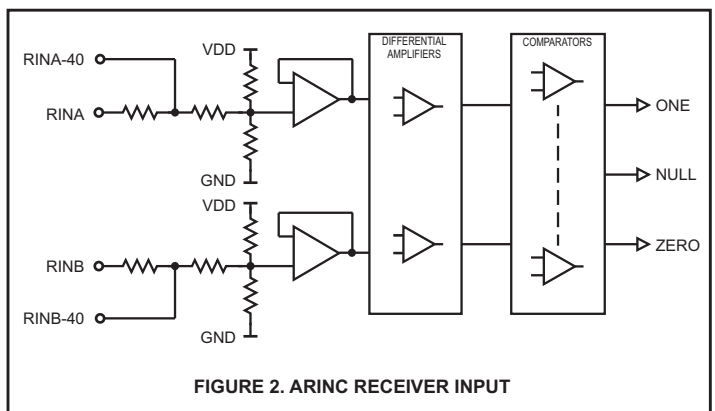 DIFFERENTIAL
AMPLIFIERS
COMPARATORS
VDD
RINA-40
RINA
GND
VDD
RINB
RINB-40
GND
ONE
NULL
ZERO
FIGURE 2. ARINC RECEIVER INPUT